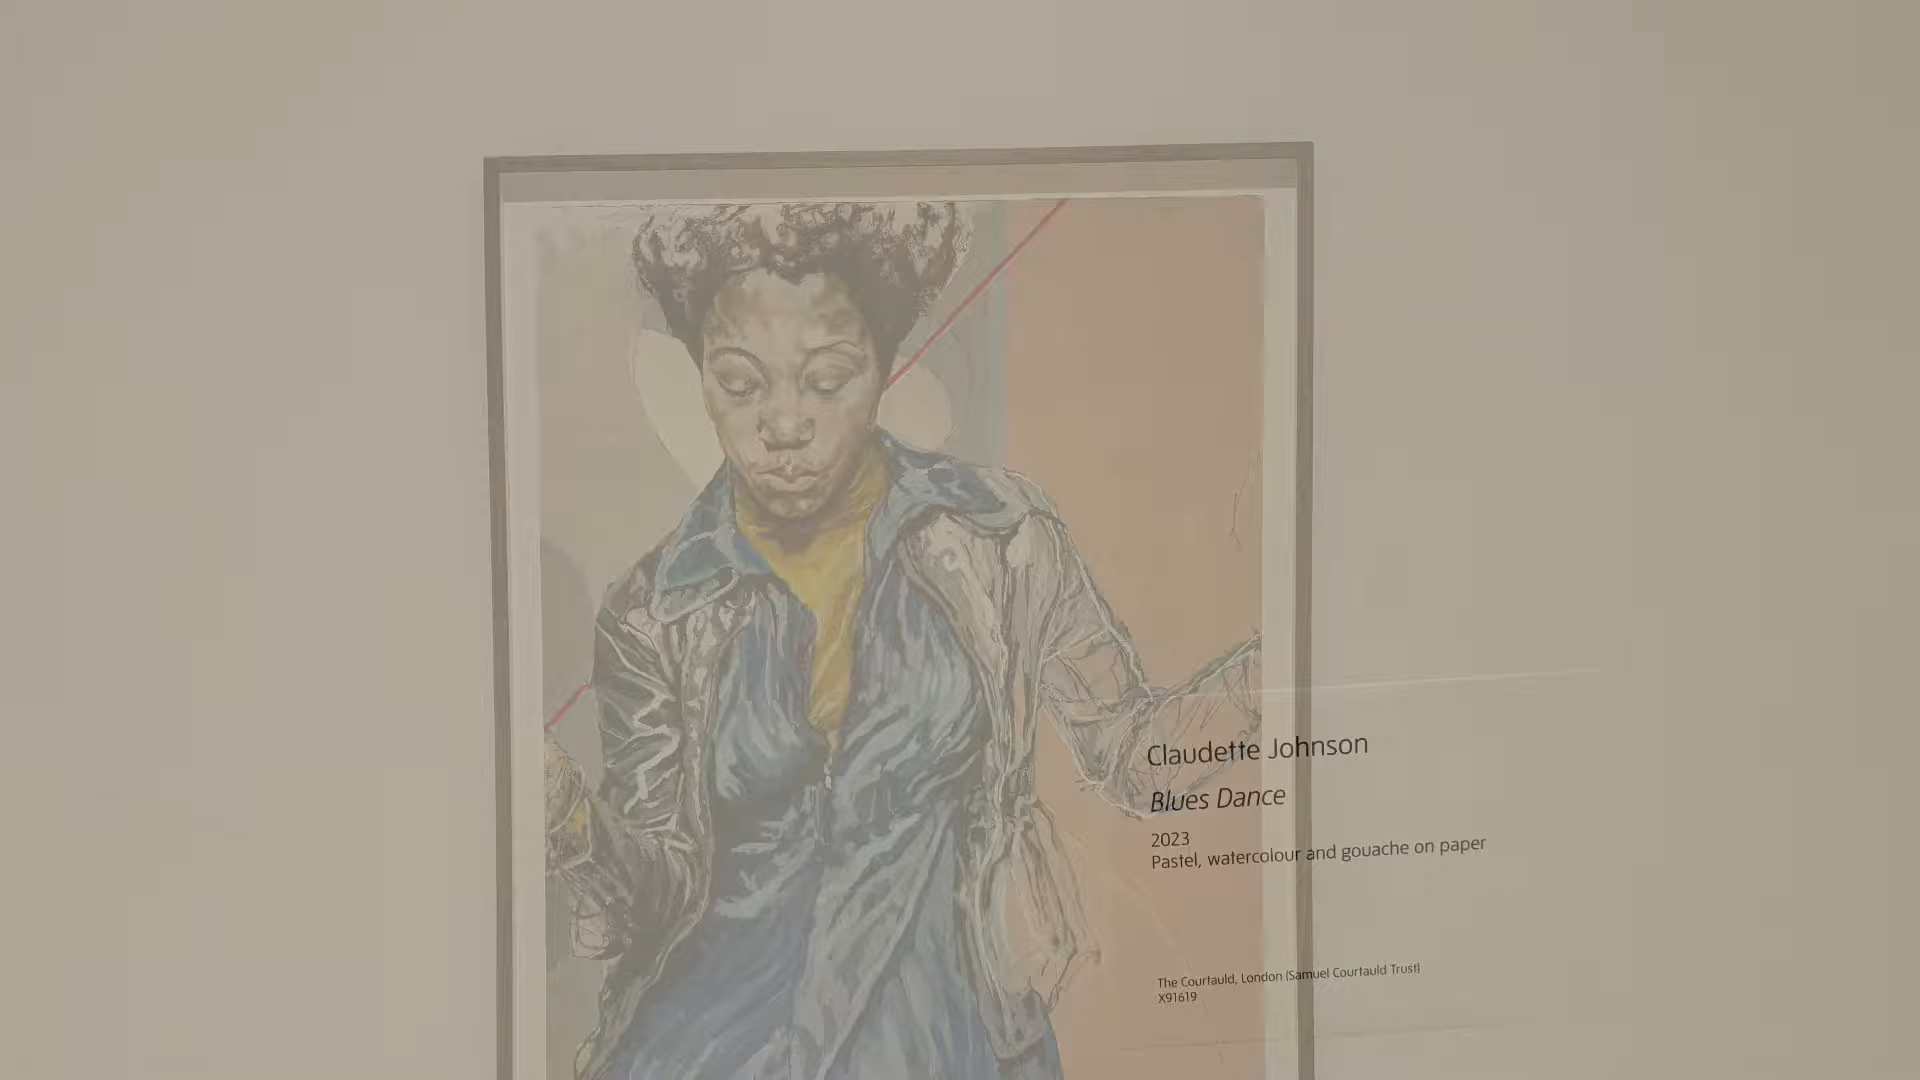 Claudette Johnson
Blues Dance
2023
Pastel, watercolour and gouache on paper
The Courtauld, London (Samuel Courtauld Trust)
X91619